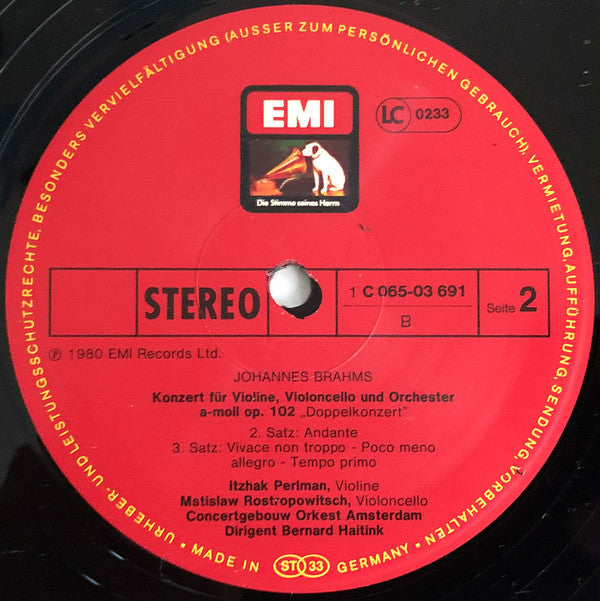 URHEBER- UND LEISTUNGSSCHUTZRECHTE, BESONDERS VERVIELFÄLTIGUNG (AUSSER ZUM PERSÖNLICHEN GEBRAUCH), VERMIETUNG, AUFFÜHRUNG, SENDUNG, VORBEHALTEN •
EMI
LC 0233
Die Stimme seines Herrn
STEREO
1 C 065-03 691
B
Seite 2
℗ 1980 EMI Records Ltd.
JOHANNES BRAHMS
Konzert für Violine, Violoncello und Orchester
a-moll op. 102 „Doppelkonzert"
2. Satz: Andante
3. Satz: Vivace non troppo - Poco meno
allegro - Tempo primo
Itzhak Perlman, Violine
Mstislaw Rostropowitsch, Violoncello
Concertgebouw Orkest Amsterdam
Dirigent Bernard Haitink
• MADE IN ST 33 GERMANY •